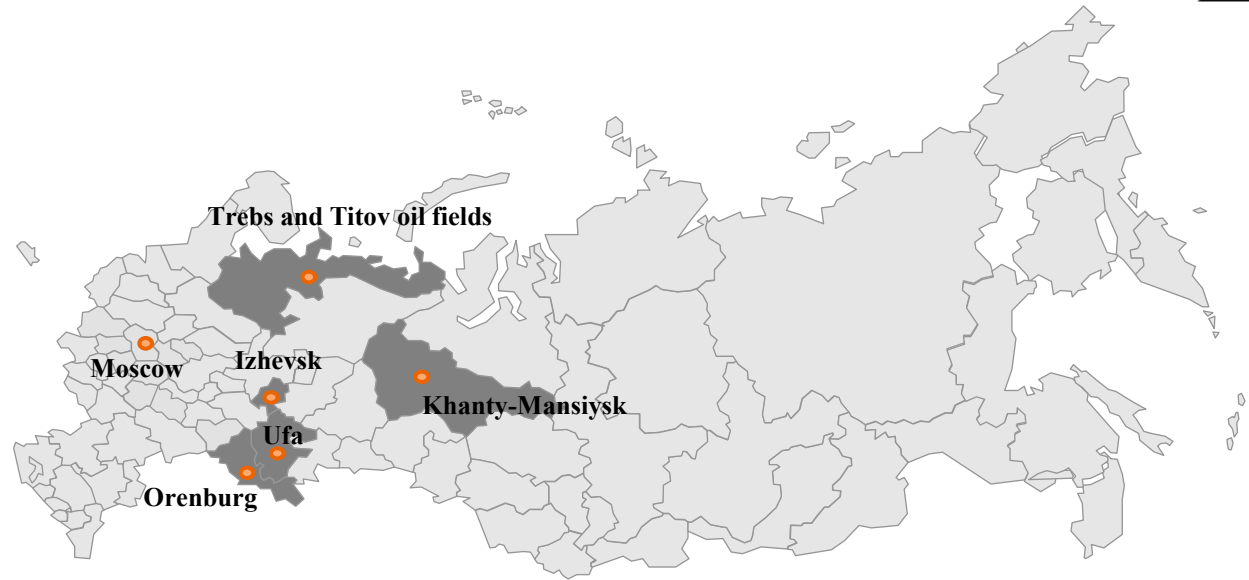 Trebs and Titov oil fields
Izhevsk
Moscow
Khanty-Mansiysk
Ufa
Orenburg